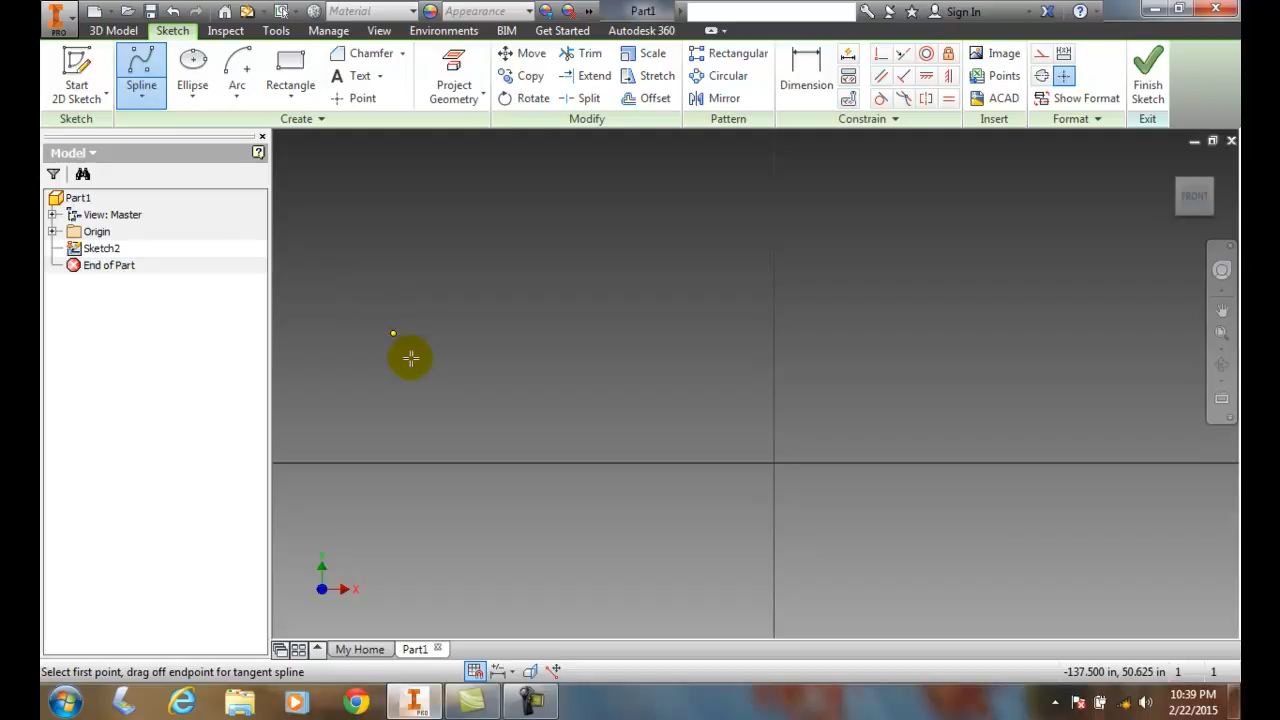 Material Appearance Part1 Sign In
PRO 3D Model Sketch Inspect Tools Manage View Environments BIM Get Started Autodesk 360
Start 2D Sketch Spline Ellipse Arc Rectangle Chamfer Text Point Project Geometry Move Copy Rotate Trim Extend Split Scale Stretch Offset Rectangular Circular Mirror Dimension Image Points ACAD Show Format Finish Sketch
Sketch Create Modify Pattern Constrain Insert Format Exit
Model
Part1
View: Master
Origin
Sketch2
End of Part
FRONT
X
My Home Part1
Select first point, drag off endpoint for tangent spline -137.500 in, 50.625 in 1 1
PRO
10:39 PM
2/22/2015